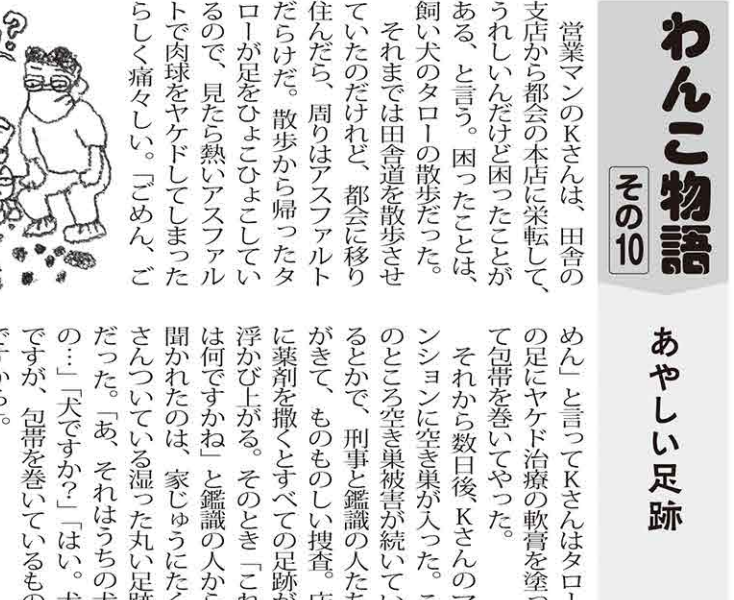 わんこ物語
その10
あやしい足跡
営業マンのKさんは、田舎の
支店から都会の本店に栄転して、
うれしいんだけど困ったことが
ある、と言う。困ったことは、
飼い犬のタローの散歩だった。
それまでは田舎道を散歩させ
ていたのだけれど、都会に移り
住んだら、周りはアスファルト
だらけだ。散歩から帰ったタ
ローが足をひょこひょこしてい
るので、見たら熱いアスファル
トで肉球をヤケドしてしまった
らしく痛々しい。「ごめん、ご
めん」と言ってKさんはタロー
の足にヤケド治療の軟膏を塗っ
て包帯を巻いてやった。
それから数日後、Kさんのマ
ンションに空き巣が入った。こ
のところ空き巣被害が続いてい
るとかで、刑事と鑑識の人たち
がきて、ものものしい捜査。床
に薬剤を撒くとすべての足跡が
浮かび上がる。そのとき「これ
は何ですかね」と鑑識の人から
聞かれたのは、家じゅうにたく
さんついている湿った丸い足跡
だった。「あ、それはうちの犬
の…」「犬ですか?」「はい。犬
ですが、包帯を巻いているもの
ですから」。
?